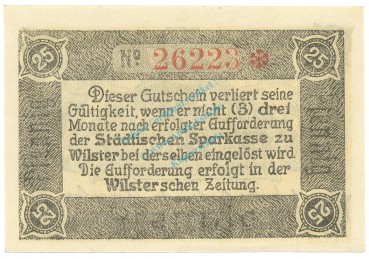 25 25
№ 26223
Dieser Gutschein verliert seine
Gültigkeit, wenn er nicht (3) drei
Monate nach erfolgter Aufforderung
der Städtischen Sparkasse zu
Wilster bei derselben eingelöst wird.
Die Aufforderung erfolgt in der
Wilsterschen Zeitung.
25 25